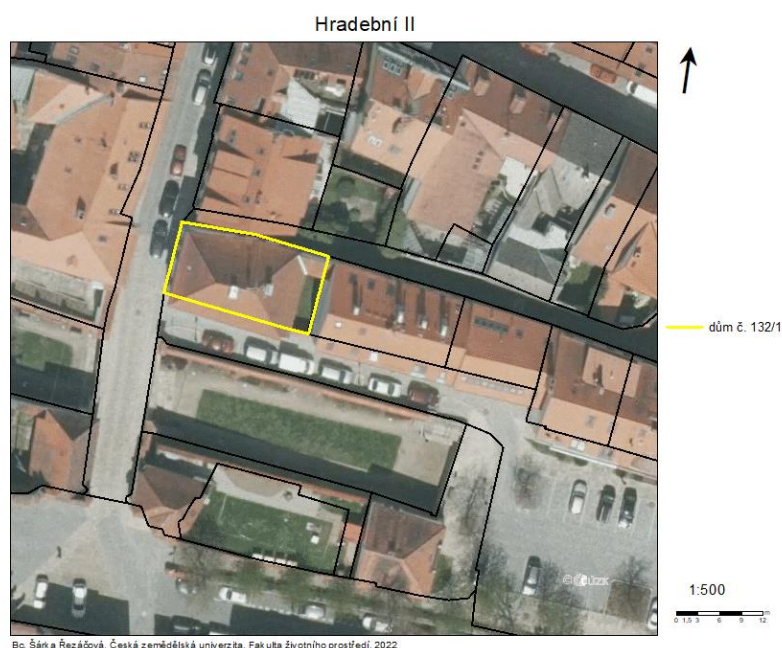 Hradební II
dům č. 132/1
© ČÚZK
1:500
0 1,5 3 6 9 12
m
Bc. Šárka Řezáčová, Česká zemědělská univerzita, Fakulta životního prostředí, 2022